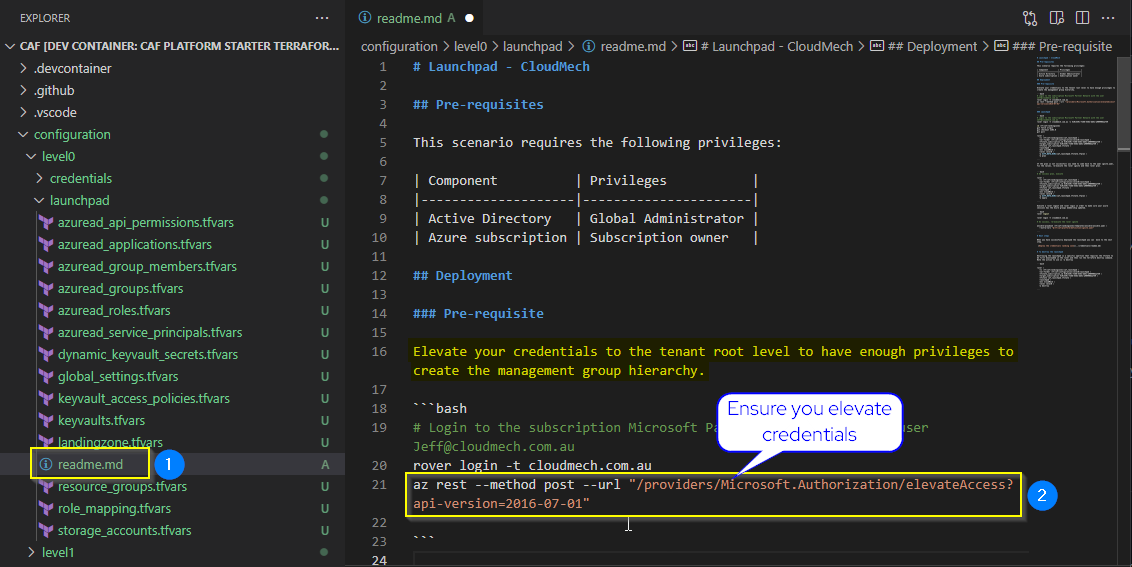 EXPLORER
CAF [DEV CONTAINER: CAF PLATFORM STARTER TERRAFOR...
.devcontainer
.github
.vscode
configuration
level0
credentials
launchpad
azuread_api_permissions.tfvars U
azuread_applications.tfvars U
azuread_group_members.tfvars U
azuread_groups.tfvars U
azuread_roles.tfvars U
azuread_service_principals.tfvars U
dynamic_keyvault_secrets.tfvars U
global_settings.tfvars U
keyvault_access_policies.tfvars U
keyvaults.tfvars U
landingzone.tfvars U
readme.md A
1
resource_groups.tfvars U
role_mapping.tfvars U
storage_accounts.tfvars U
level1
readme.md A
configuration > level0 > launchpad > readme.md > # Launchpad - CloudMech > ## Deployment > ### Pre-requisite
1 # Launchpad - CloudMech
2
3 ## Pre-requisites
4
5 This scenario requires the following privileges:
6
7 | Component | Privileges |
8 |--------------------|----------------------|
9 | Active Directory | Global Administrator |
10 | Azure subscription | Subscription owner |
11
12 ## Deployment
13
14 ### Pre-requisite
15
16 Elevate your credentials to the tenant root level to have enough privileges to
create the management group hierarchy.
17
18 ```bash
19 # Login to the subscription Microsoft Pa user
Jeff@cloudmech.com.au
20 rover login -t cloudmech.com.au
21 az rest --method post --url "/providers/Microsoft.Authorization/elevateAccess?
api-version=2016-07-01"
22
23 ```
24
Ensure you elevate
credentials
2